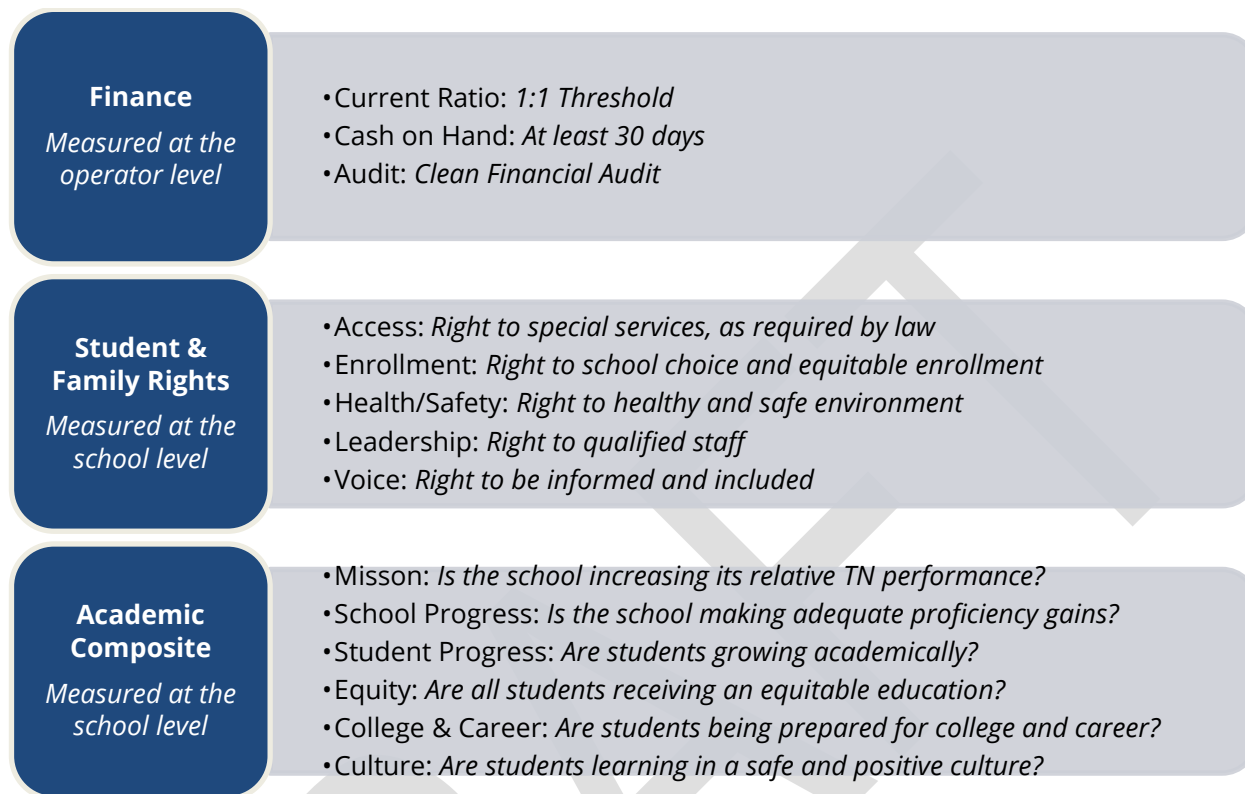 Finance
Measured at the
operator level
•Current Ratio: 1:1 Threshold
•Cash on Hand: At least 30 days
•Audit: Clean Financial Audit
Student &
Family Rights
Measured at the
school level
•Access: Right to special services, as required by law
•Enrollment: Right to school choice and equitable enrollment
•Health/Safety: Right to healthy and safe environment
•Leadership: Right to qualified staff
•Voice: Right to be informed and included
Academic
Composite
Measured at the
school level
•Misson: Is the school increasing its relative TN performance?
•School Progress: Is the school making adequate proficiency gains?
•Student Progress: Are students growing academically?
•Equity: Are all students receiving an equitable education?
•College & Career: Are students being prepared for college and career?
•Culture: Are students learning in a safe and positive culture?